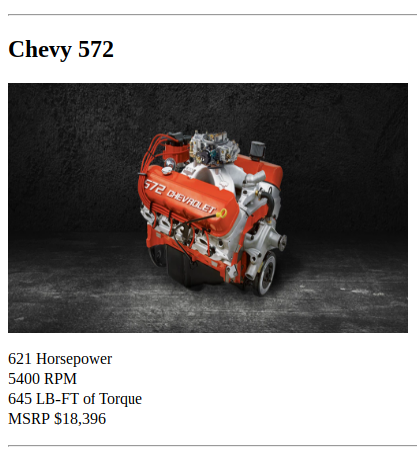 Chevy 572
572 CHEVROLET
621 Horsepower
5400 RPM
645 LB-FT of Torque
MSRP $18,396